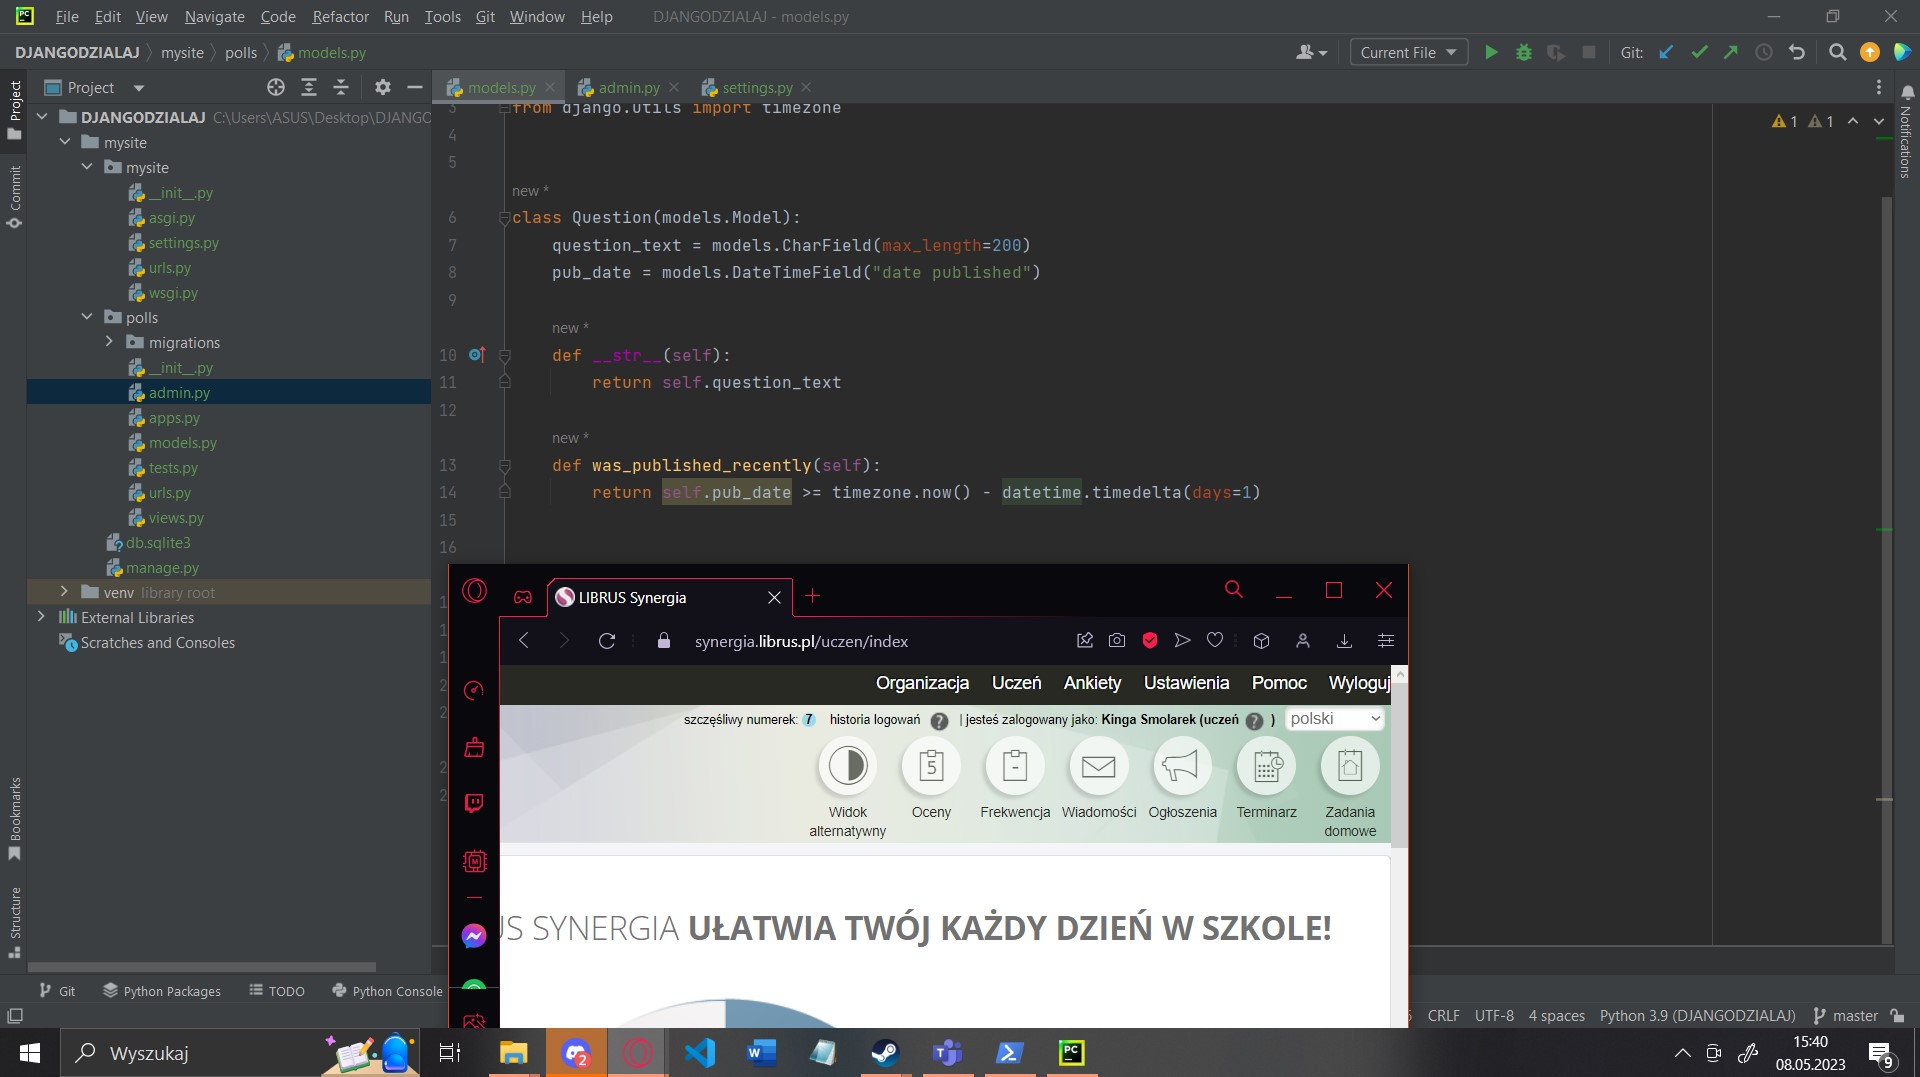 PC File Edit View Navigate Code Refactor Run Tools Git Window Help DJANGODZIALAJ - models.py
DJANGODZIALAJ mysite polls models.py Current File Git:
Project models.py admin.py settings.py
Project
Commit
Bookmarks
Structure
Notifications
DJANGODZIALAJ C:\Users\ASUS\Desktop\DJANGO
mysite
mysite
__init__.py
asgi.py
settings.py
urls.py
wsgi.py
polls
migrations
__init__.py
admin.py
apps.py
models.py
tests.py
urls.py
views.py
db.sqlite3
manage.py
venv library root
External Libraries
Scratches and Consoles
1 1
3 from django.utils import timezone
4
5
new *
6 class Question(models.Model):
7 question_text = models.CharField(max_length=200)
8 pub_date = models.DateTimeField("date published")
9
new *
10 def __str__(self):
11 return self.question_text
12
new *
13 def was_published_recently(self):
14 return self.pub_date >= timezone.now() - datetime.timedelta(days=1)
15
16
LIBRUS Synergia
synergia.librus.pl/uczen/index
Organizacja Uczeń Ankiety Ustawienia Pomoc Wyloguj
szczęśliwy numerek: 7 historia logowań ? | jesteś zalogowany jako: Kinga Smolarek (uczeń ? ) polski
5 -
Widok alternatywny
Oceny
Frekwencja
Wiadomości
Ogłoszenia
Terminarz
Zadania domowe
US SYNERGIA UŁATWIA TWÓJ KAŻDY DZIEŃ W SZKOLE!
Git Python Packages TODO Python Console
CRLF UTF-8 4 spaces Python 3.9 (DJANGODZIALAJ) master
Wyszukaj
2
W
PC
15:40
08.05.2023
9